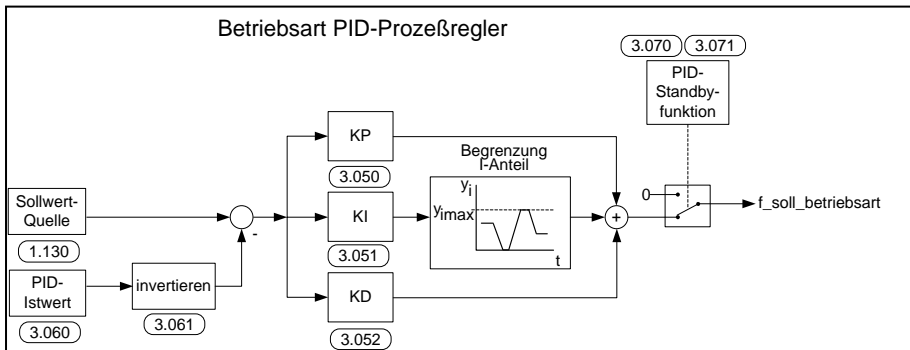 Betriebsart PID-Prozeßregler
3.070
3.071
PID-
Standby-
funktion
KP
3.050
Begrenzung
I-Anteil
yi
yimax
t
Sollwert-
Quelle
1.130
-
KI
3.051
+
0
f_soll_betriebsart
PID-
Istwert
3.060
invertieren
3.061
KD
3.052